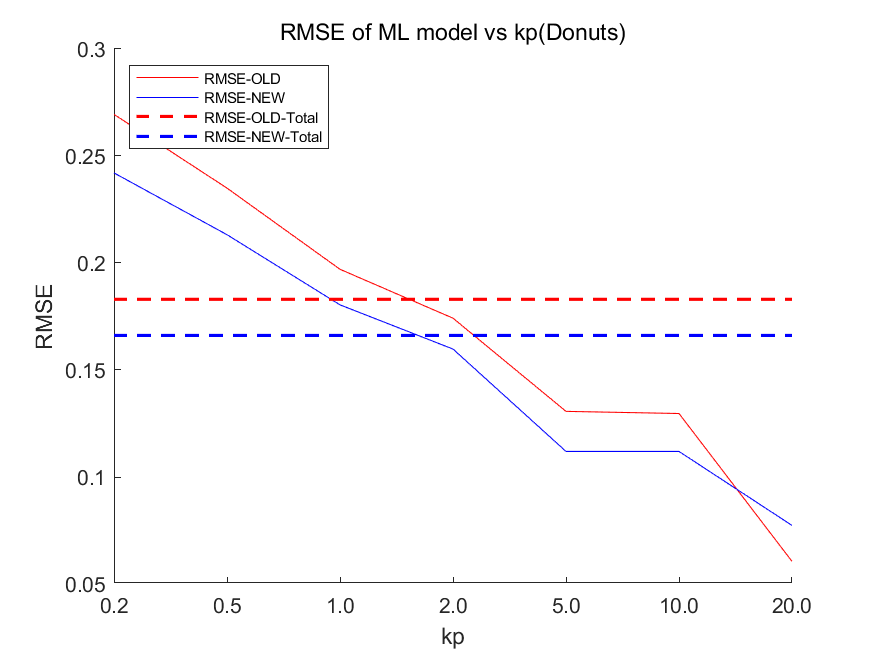 RMSE of ML model vs kp(Donuts)
0.3
RMSE-OLD
RMSE-NEW
RMSE-OLD-Total
RMSE-NEW-Total
0.25
0.2
RMSE
0.15
0.1
0.05
0.2 0.5 1.0 2.0 5.0 10.0 20.0
kp